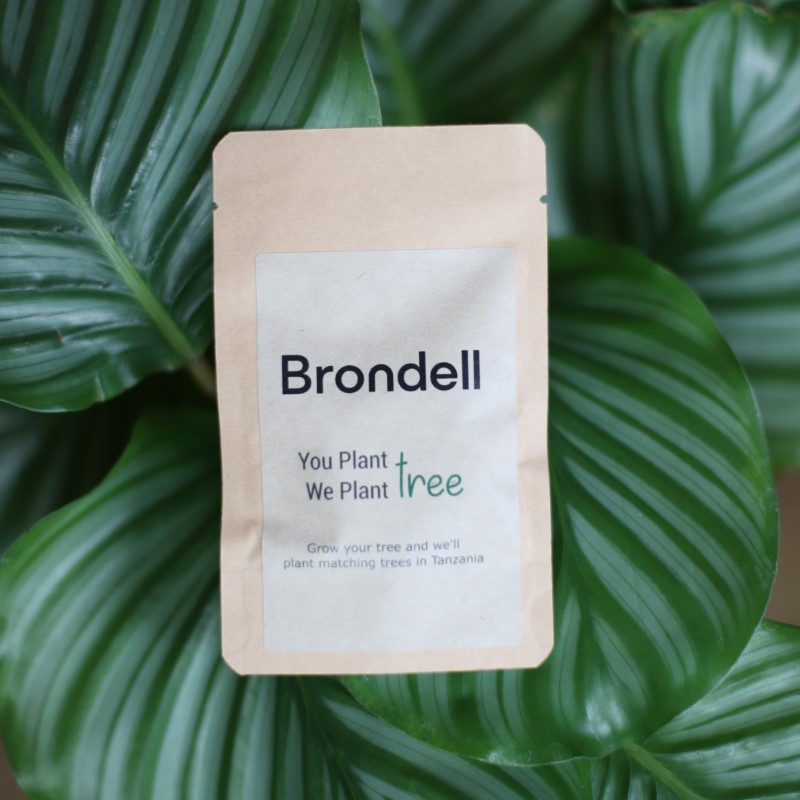 Brondell
You Plant
We Plant
tree
Grow your tree and we'll
plant matching trees in Tanzania